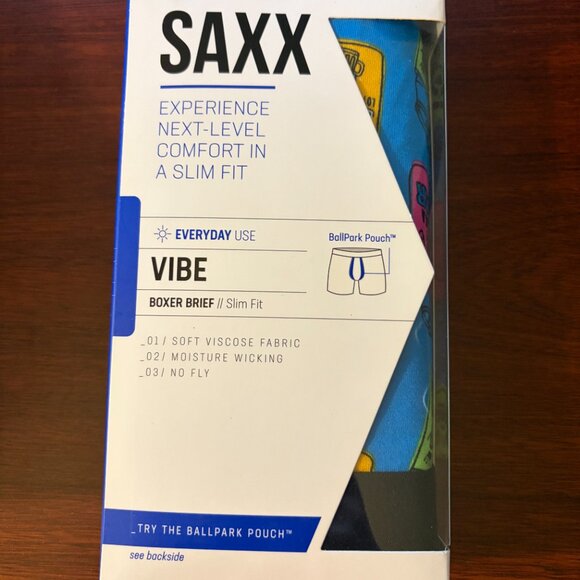 SAXX
EXPERIENCE
NEXT-LEVEL
COMFORT IN
A SLIM FIT
EVERYDAY USE
BallPark Pouch™
VIBE
BOXER BRIEF // Slim Fit
_01/ SOFT VISCOSE FABRIC
_02/ MOISTURE WICKING
_03/ NO FLY
_TRY THE BALLPARK POUCH™
see backside